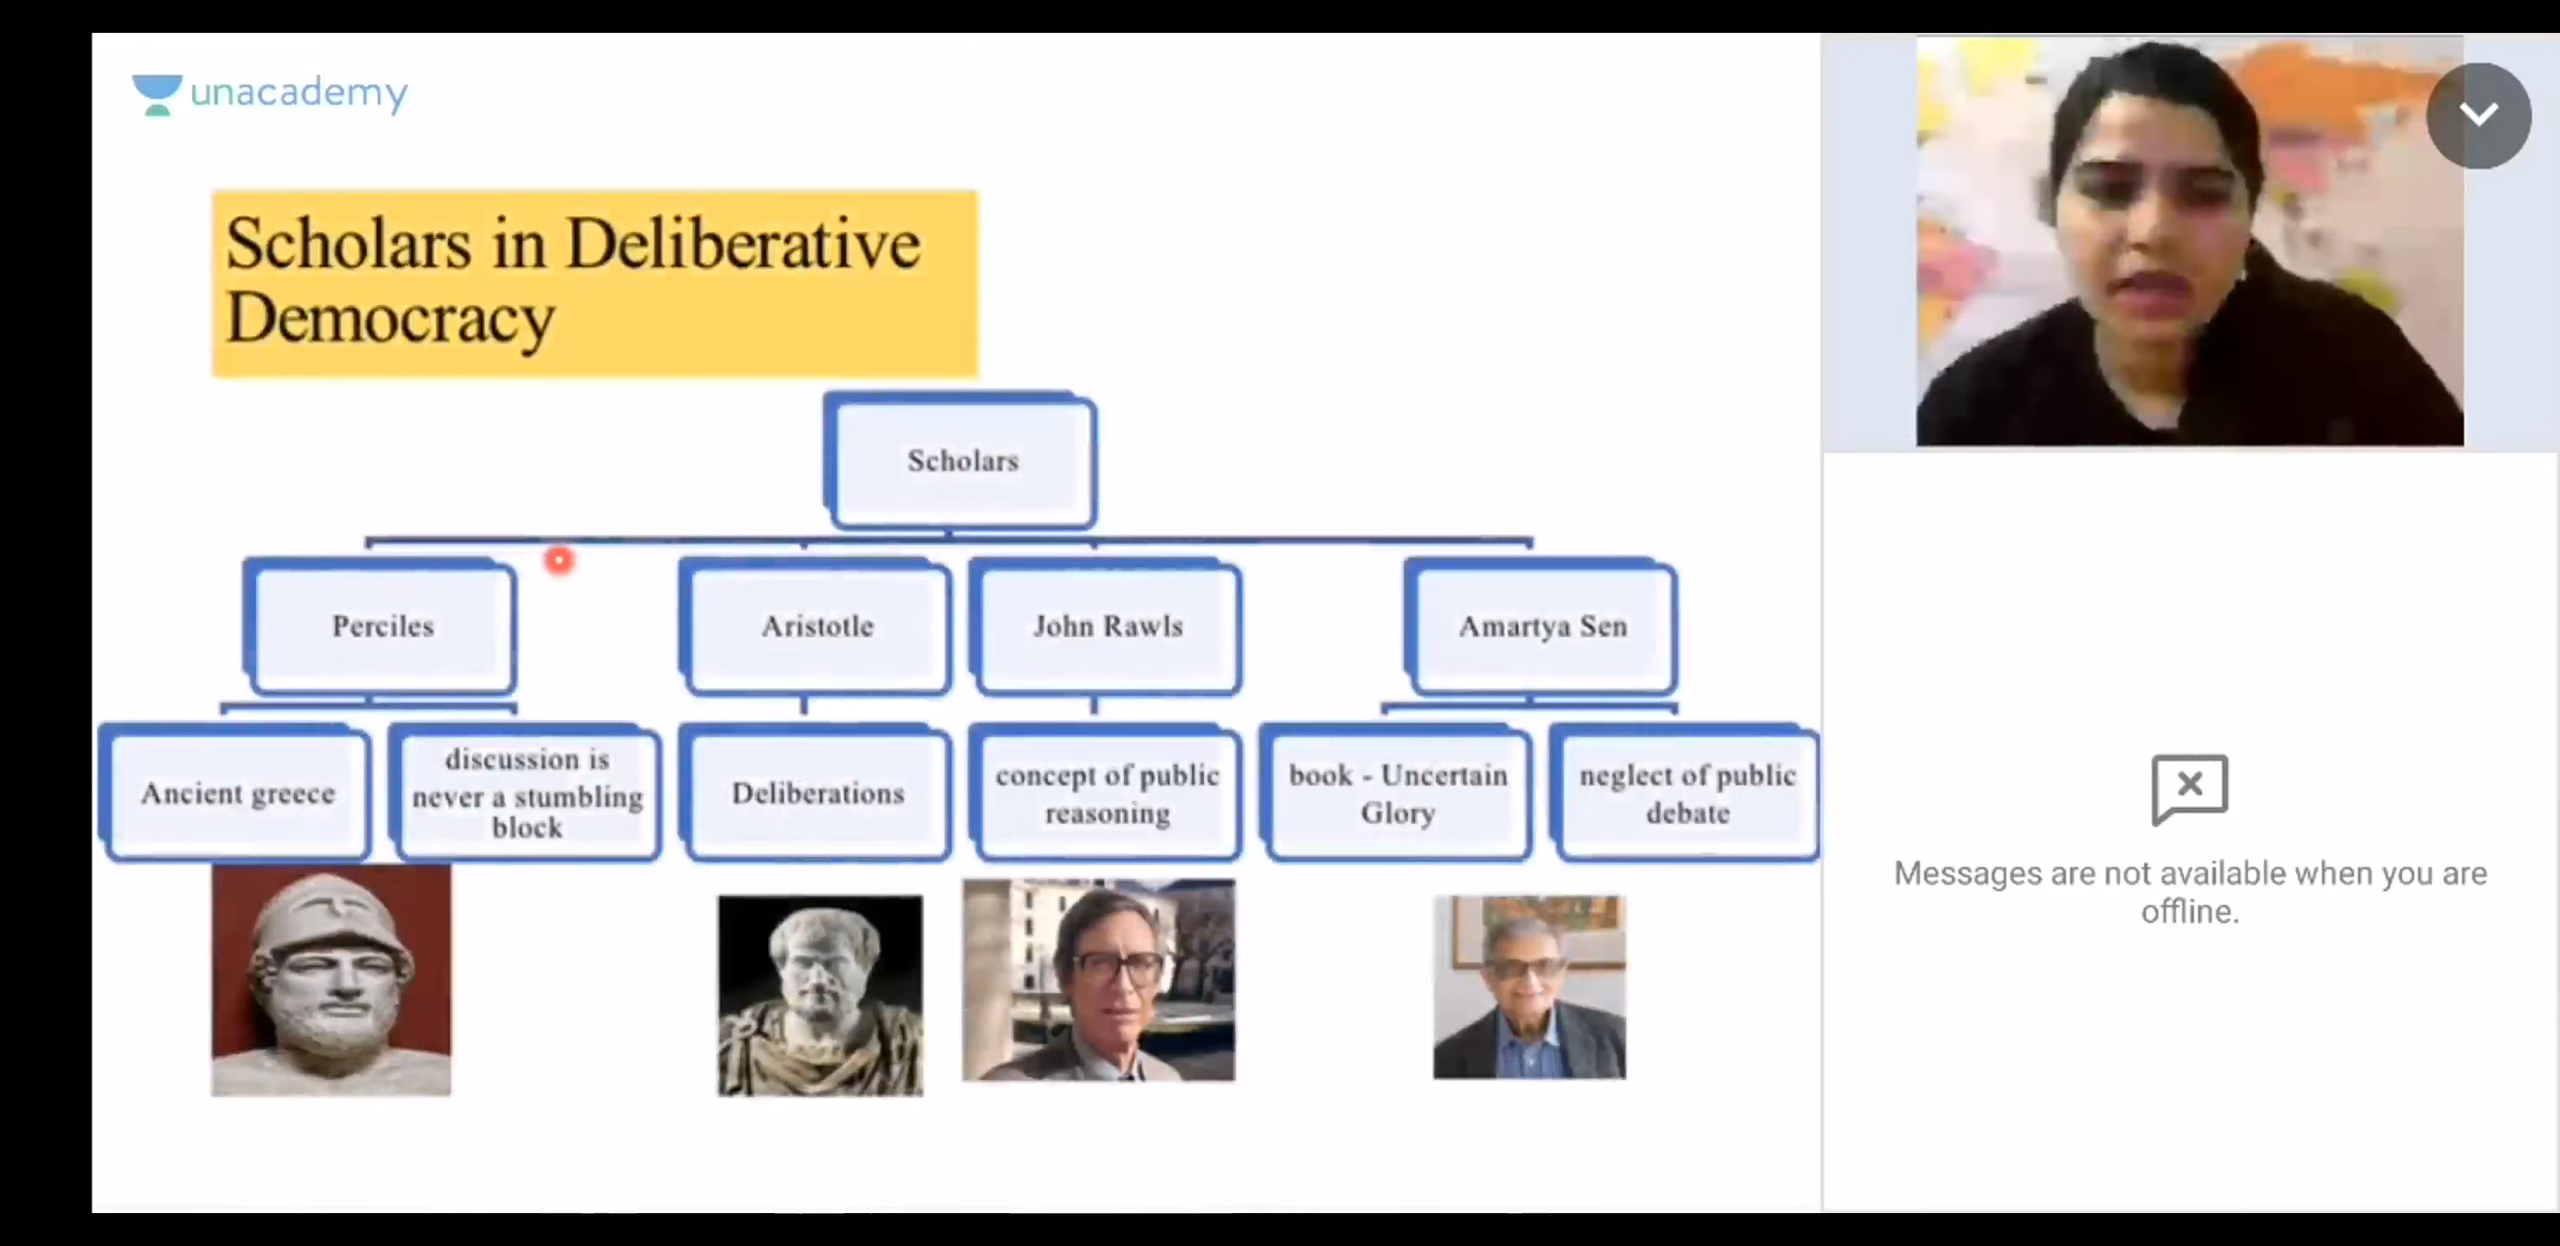 unacademy
Scholars in Deliberative
Democracy
Scholars
Perciles
Aristotle
John Rawls
Amartya Sen
Ancient greece
discussion is
never a stumbling
block
Deliberations
concept of public
reasoning
book - Uncertain
Glory
neglect of public
debate
Messages are not available when you are
offline.